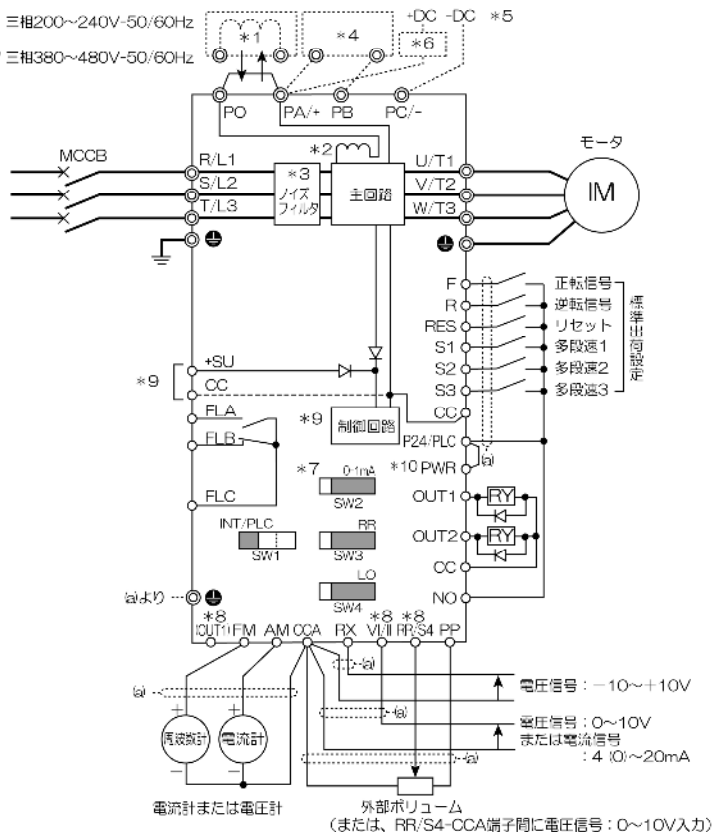 三相200～240V-50/60Hz
三相380～480V-50/60Hz
*1
*4
+DC -DC *5
*6
PO PA/+ PB PC/-
*2
モータ
MCCB
R/L1
S/L2
T/L3
*3
ノイズ
フィルタ
主回路
U/T1
V/T2
W/T3
IM
F 正転信号
R 逆転信号
RES リセット
S1 多段速1
S2 多段速2
S3 多段速3
標準出荷設定
+SU
*9
CC
CC
FLA
*9
制御回路
P24/PLC
FLB
(a)
*7 0-1mA
*10 PWR
SW2
FLC
OUT1 RY
INT/PLC
RR
SW1
SW3
OUT2 RY
CC
LO
SW4
NO
(a)より
*8 *8 *8
(OUT1) FM AM CCA RX VI/II RR/S4 PP
(a)
電圧信号：−10～+10V
(a)
(a)
電圧信号：0～10V
または電流信号
：4 (0)～20mA
(a)
+ +
周波数計 電流計
− −
電流計または電圧計
外部ボリューム
(または、RR/S4-CCA端子間に電圧信号：0～10V入力)